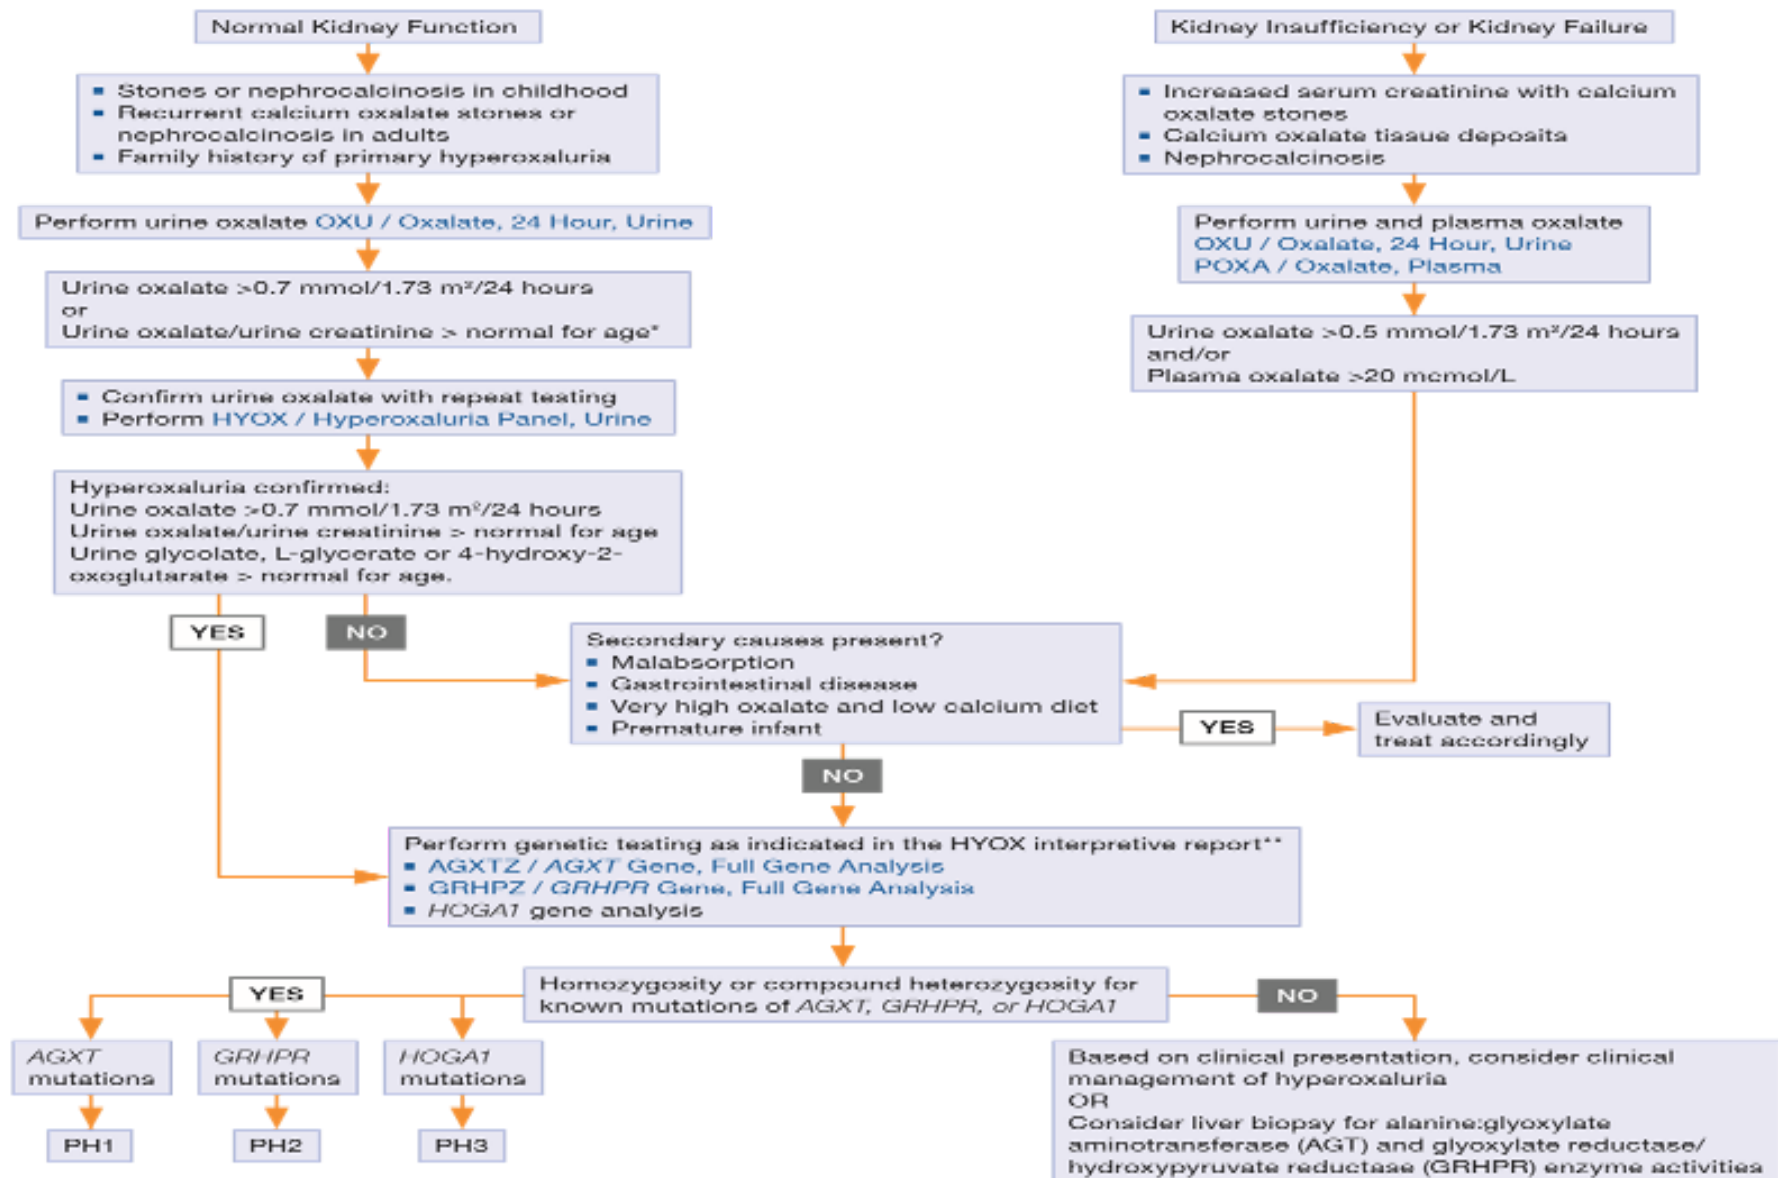 Normal Kidney Function
▪ Stones or nephrocalcinosis in childhood
▪ Recurrent calcium oxalate stones or
nephrocalcinosis in adults
▪ Family history of primary hyperoxaluria
Perform urine oxalate OXU / Oxalate, 24 Hour, Urine
Urine oxalate >0.7 mmol/1.73 m²/24 hours
or
Urine oxalate/urine creatinine > normal for age*
▪ Confirm urine oxalate with repeat testing
▪ Perform HYOX / Hyperoxaluria Panel, Urine
Hyperoxaluria confirmed:
Urine oxalate >0.7 mmol/1.73 m²/24 hours
Urine oxalate/urine creatinine > normal for age
Urine glycolate, L-glycerate or 4-hydroxy-2-
oxoglutarate > normal for age.
YES
NO
Kidney Insufficiency or Kidney Failure
▪ Increased serum creatinine with calcium
oxalate stones
▪ Calcium oxalate tissue deposits
▪ Nephrocalcinosis
Perform urine and plasma oxalate
OXU / Oxalate, 24 Hour, Urine
POXA / Oxalate, Plasma
Urine oxalate >0.5 mmol/1.73 m²/24 hours
and/or
Plasma oxalate >20 mcmol/L
Secondary causes present?
▪ Malabsorption
▪ Gastrointestinal disease
▪ Very high oxalate and low calcium diet
▪ Premature infant
YES
Evaluate and
treat accordingly
NO
Perform genetic testing as indicated in the HYOX interpretive report**
▪ AGXTZ / AGXT Gene, Full Gene Analysis
▪ GRHPZ / GRHPR Gene, Full Gene Analysis
▪ HOGA1 gene analysis
Homozygosity or compound heterozygosity for
known mutations of AGXT, GRHPR, or HOGA1
YES
NO
AGXT
mutations
GRHPR
mutations
HOGA1
mutations
PH1
PH2
PH3
Based on clinical presentation, consider clinical
management of hyperoxaluria
OR
Consider liver biopsy for alanine:glyoxylate
aminotransferase (AGT) and glyoxylate reductase/
hydroxypyruvate reductase (GRHPR) enzyme activities